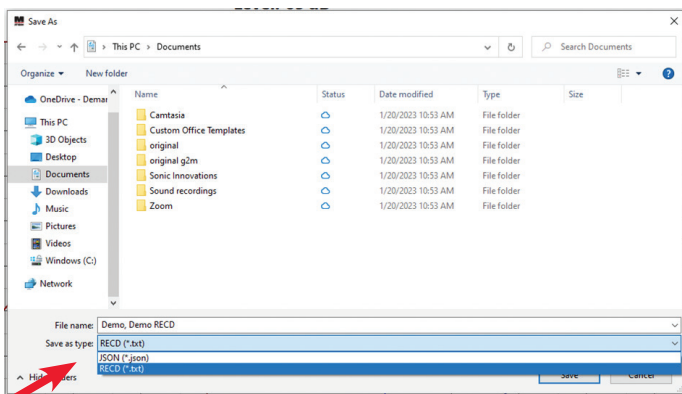 Save As
This PC > Documents
Search Documents
Organize New folder
Name Status Date modified Type Size
OneDrive - Demar
This PC
3D Objects
Desktop
Documents
Downloads
Music
Pictures
Videos
Windows (C:)
Network
Camtasia 1/20/2023 10:53 AM File folder
Custom Office Templates 1/20/2023 10:53 AM File folder
original 1/20/2023 10:53 AM File folder
original g2m 1/20/2023 10:53 AM File folder
Sonic Innovations 1/20/2023 10:53 AM File folder
Sound recordings 1/20/2023 10:53 AM File folder
Zoom 1/20/2023 10:53 AM File folder
File name: Demo, Demo RECD
Save as type: RECD (*.txt)
JSON (*.json)
RECD (*.txt)
Save Cancel